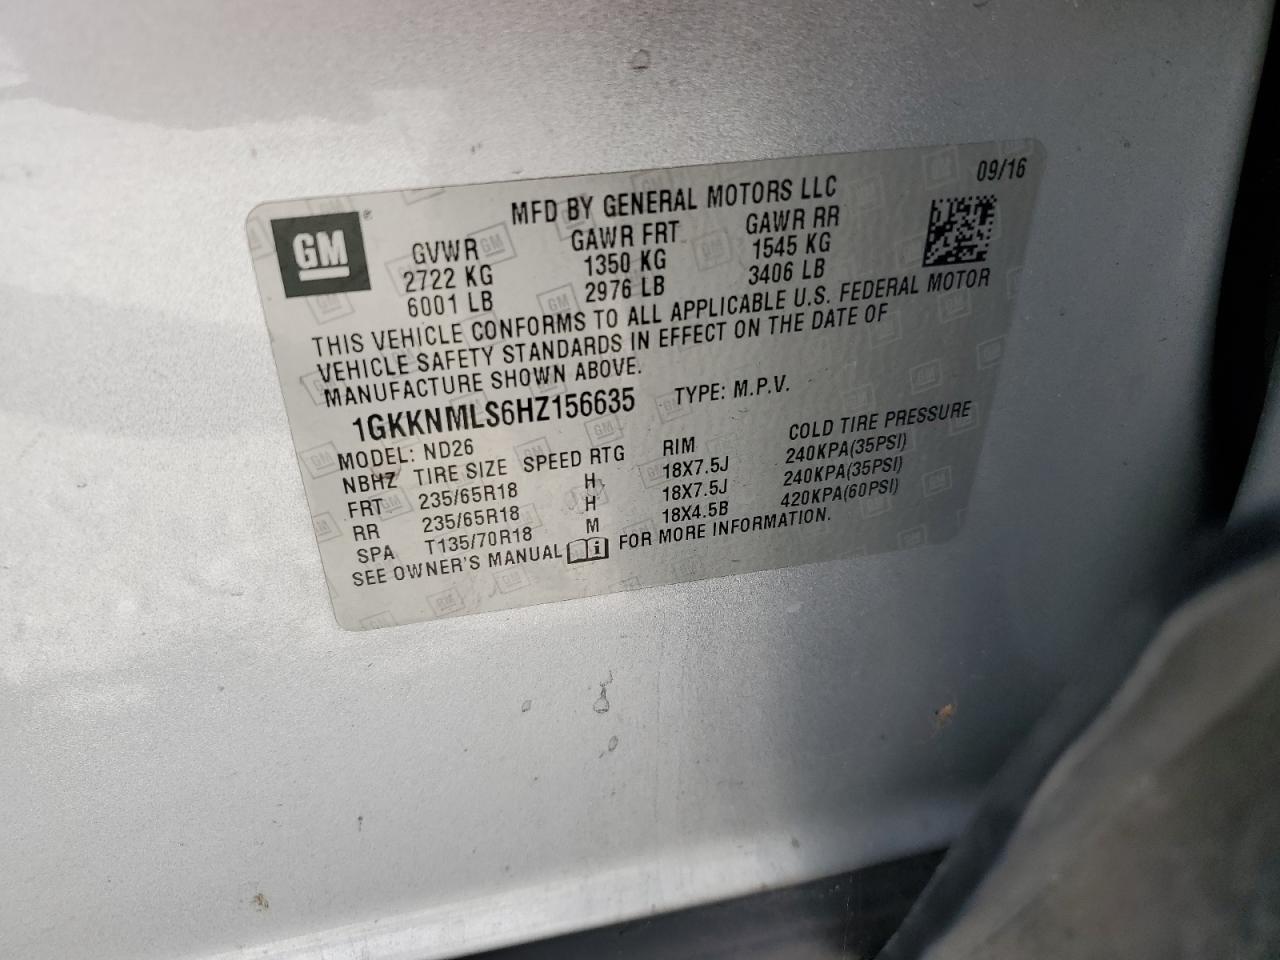 09/16
GM
MFD BY GENERAL MOTORS LLC
GVWR GAWR FRT GAWR RR
2722 KG 1350 KG 1545 KG
6001 LB 2976 LB 3406 LB
THIS VEHICLE CONFORMS TO ALL APPLICABLE U.S. FEDERAL MOTOR
VEHICLE SAFETY STANDARDS IN EFFECT ON THE DATE OF
MANUFACTURE SHOWN ABOVE.
1GKKNMLS6HZ156635 TYPE: M.P.V.
MODEL: ND26
NBHZ TIRE SIZE SPEED RTG RIM COLD TIRE PRESSURE
FRT 235/65R18 H 18X7.5J 240KPA(35PSI)
RR 235/65R18 H 18X7.5J 240KPA(35PSI)
SPA T135/70R18 M 18X4.5B 420KPA(60PSI)
SEE OWNER'S MANUAL i FOR MORE INFORMATION.